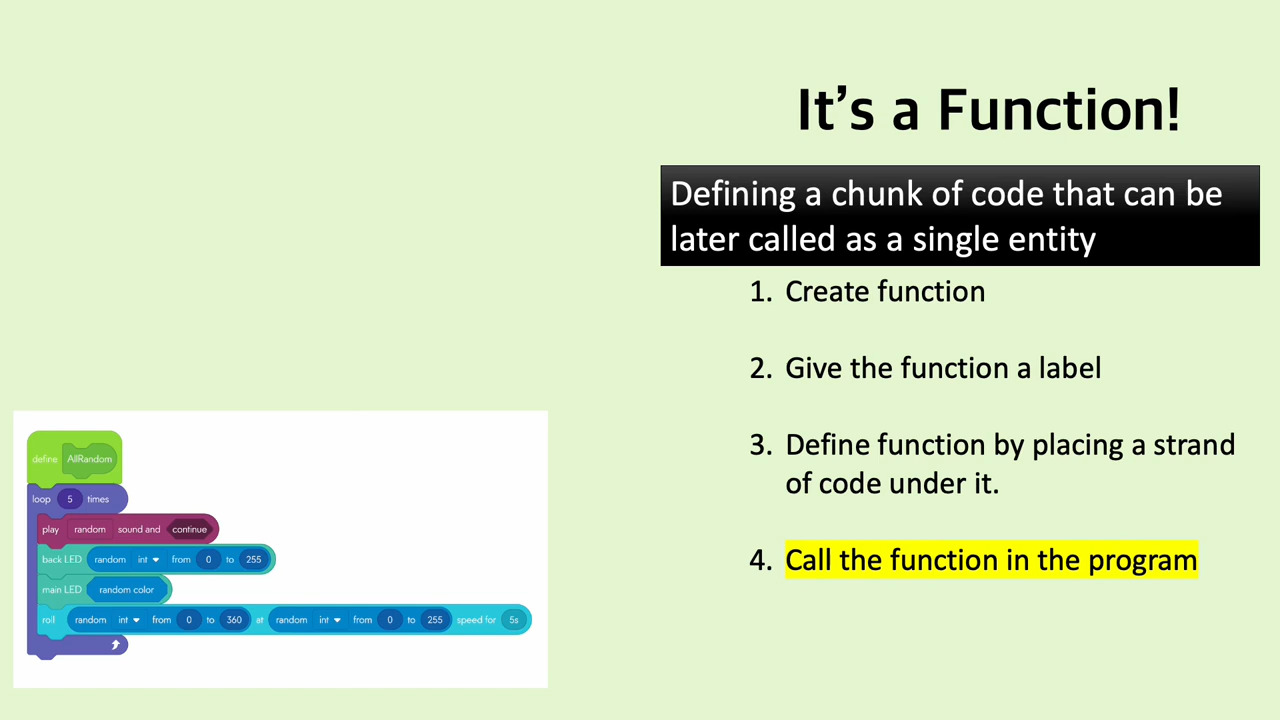 It's a Function!
Defining a chunk of code that can be
later called as a single entity
1. Create function
2. Give the function a label
3. Define function by placing a strand
of code under it.
4. Call the function in the program
define AllRandom
loop 5 times
play random sound and continue
back LED random int from 0 to 255
main LED random color
roll random int from 0 to 360 at random int from 0 to 255 speed for 5s